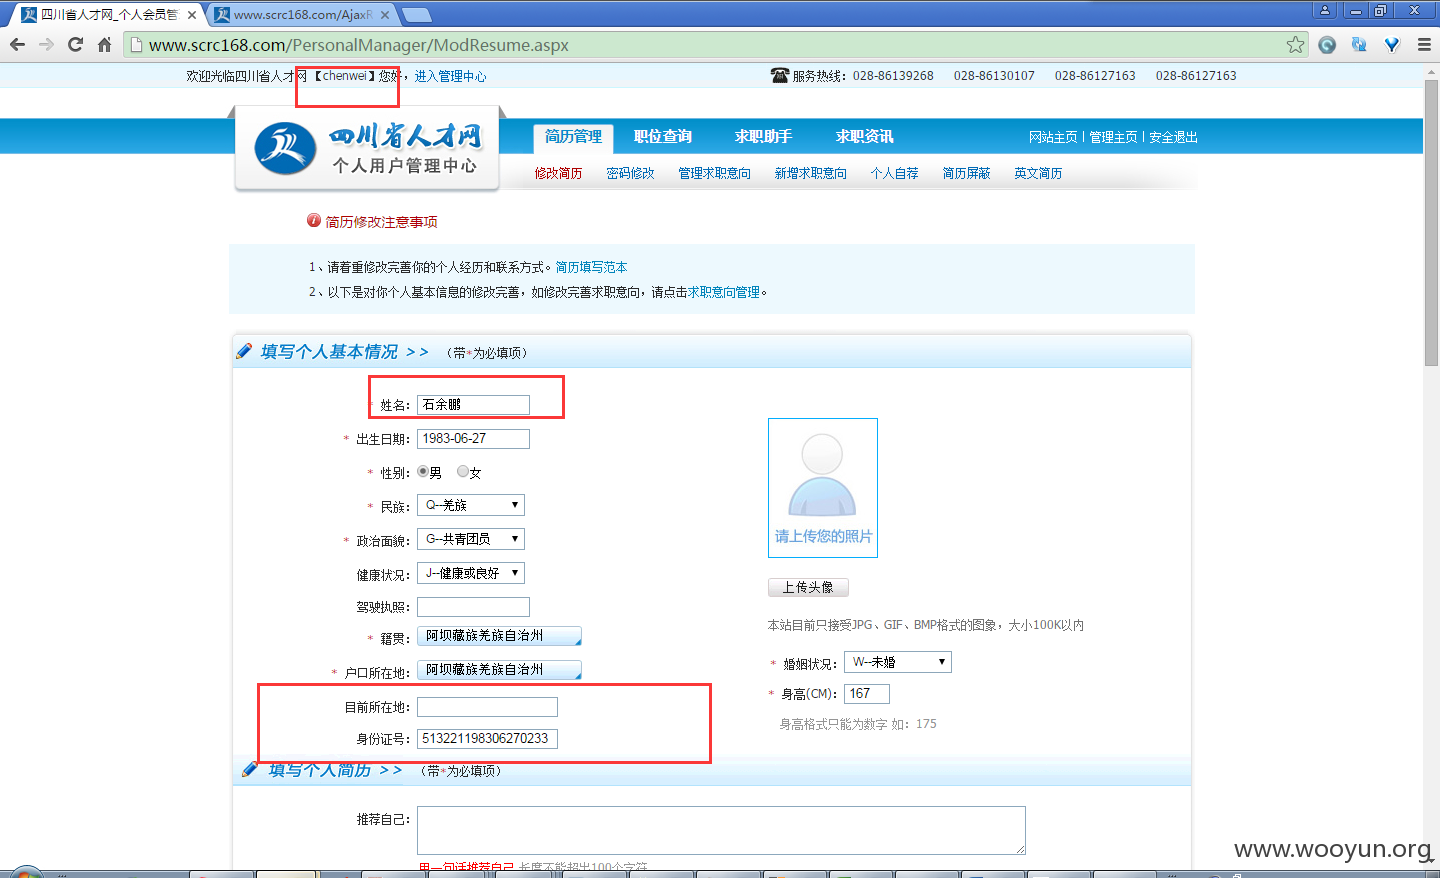 四川省人才网_个人会员管
www.scrc168.com/AjaxR
www.scrc168.com/PersonalManager/ModResume.aspx
欢迎光临四川省人才网 【chenwei】您好，进入管理中心
服务热线：028-86139268 028-86130107 028-86127163 028-86127163
四川省人才网
个人用户管理中心
简历管理 职位查询 求职助手 求职资讯
网站主页 | 管理主页 | 安全退出
修改简历 密码修改 管理求职意向 新增求职意向 个人自荐 简历屏蔽 英文简历
简历修改注意事项
1、请着重修改完善你的个人经历和联系方式。简历填写范本
2、以下是对你个人基本信息的修改完善，如修改完善求职意向，请点击求职意向管理。
填写个人基本情况 >> （带*为必填项）
* 姓名：石余鹏
* 出生日期：1983-06-27
* 性别：男 女
* 民族：Q--羌族
* 政治面貌：G--共青团员
健康状况：J--健康或良好
驾驶执照：
* 籍贯：阿坝藏族羌族自治州
* 户口所在地：阿坝藏族羌族自治州
目前所在地：
身份证号：513221198306270233
请上传您的照片
上传头像
本站目前只接受JPG、GIF、BMP格式的图象，大小100K以内
* 婚姻状况：W--未婚
* 身高(CM)：167
身高格式只能为数字 如：175
填写个人简历 >> （带*为必填项）
推荐自己：
用一句话推荐自己 长度不能超出100个字符
www.wooyun.org